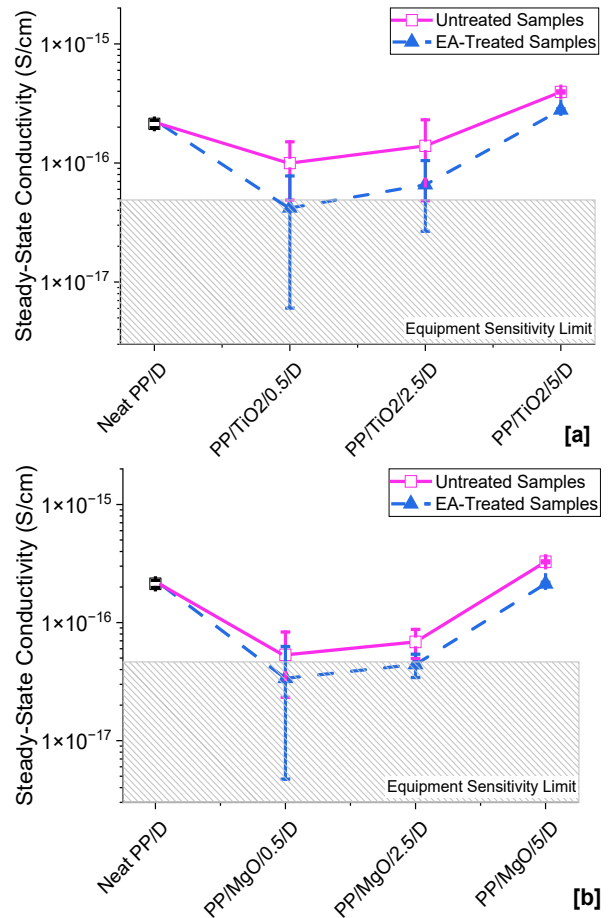 Untreated Samples
EA-Treated Samples
Steady-State Conductivity (S/cm)
1×10⁻¹⁵
1×10⁻¹⁶
1×10⁻¹⁷
Equipment Sensitivity Limit
Neat PP/D
PP/TiO2/0.5/D
PP/TiO2/2.5/D
PP/TiO2/5/D
[a]
Untreated Samples
EA-Treated Samples
Steady-State Conductivity (S/cm)
1×10⁻¹⁵
1×10⁻¹⁶
1×10⁻¹⁷
Equipment Sensitivity Limit
Neat PP/D
PP/MgO/0.5/D
PP/MgO/2.5/D
PP/MgO/5/D
[b]